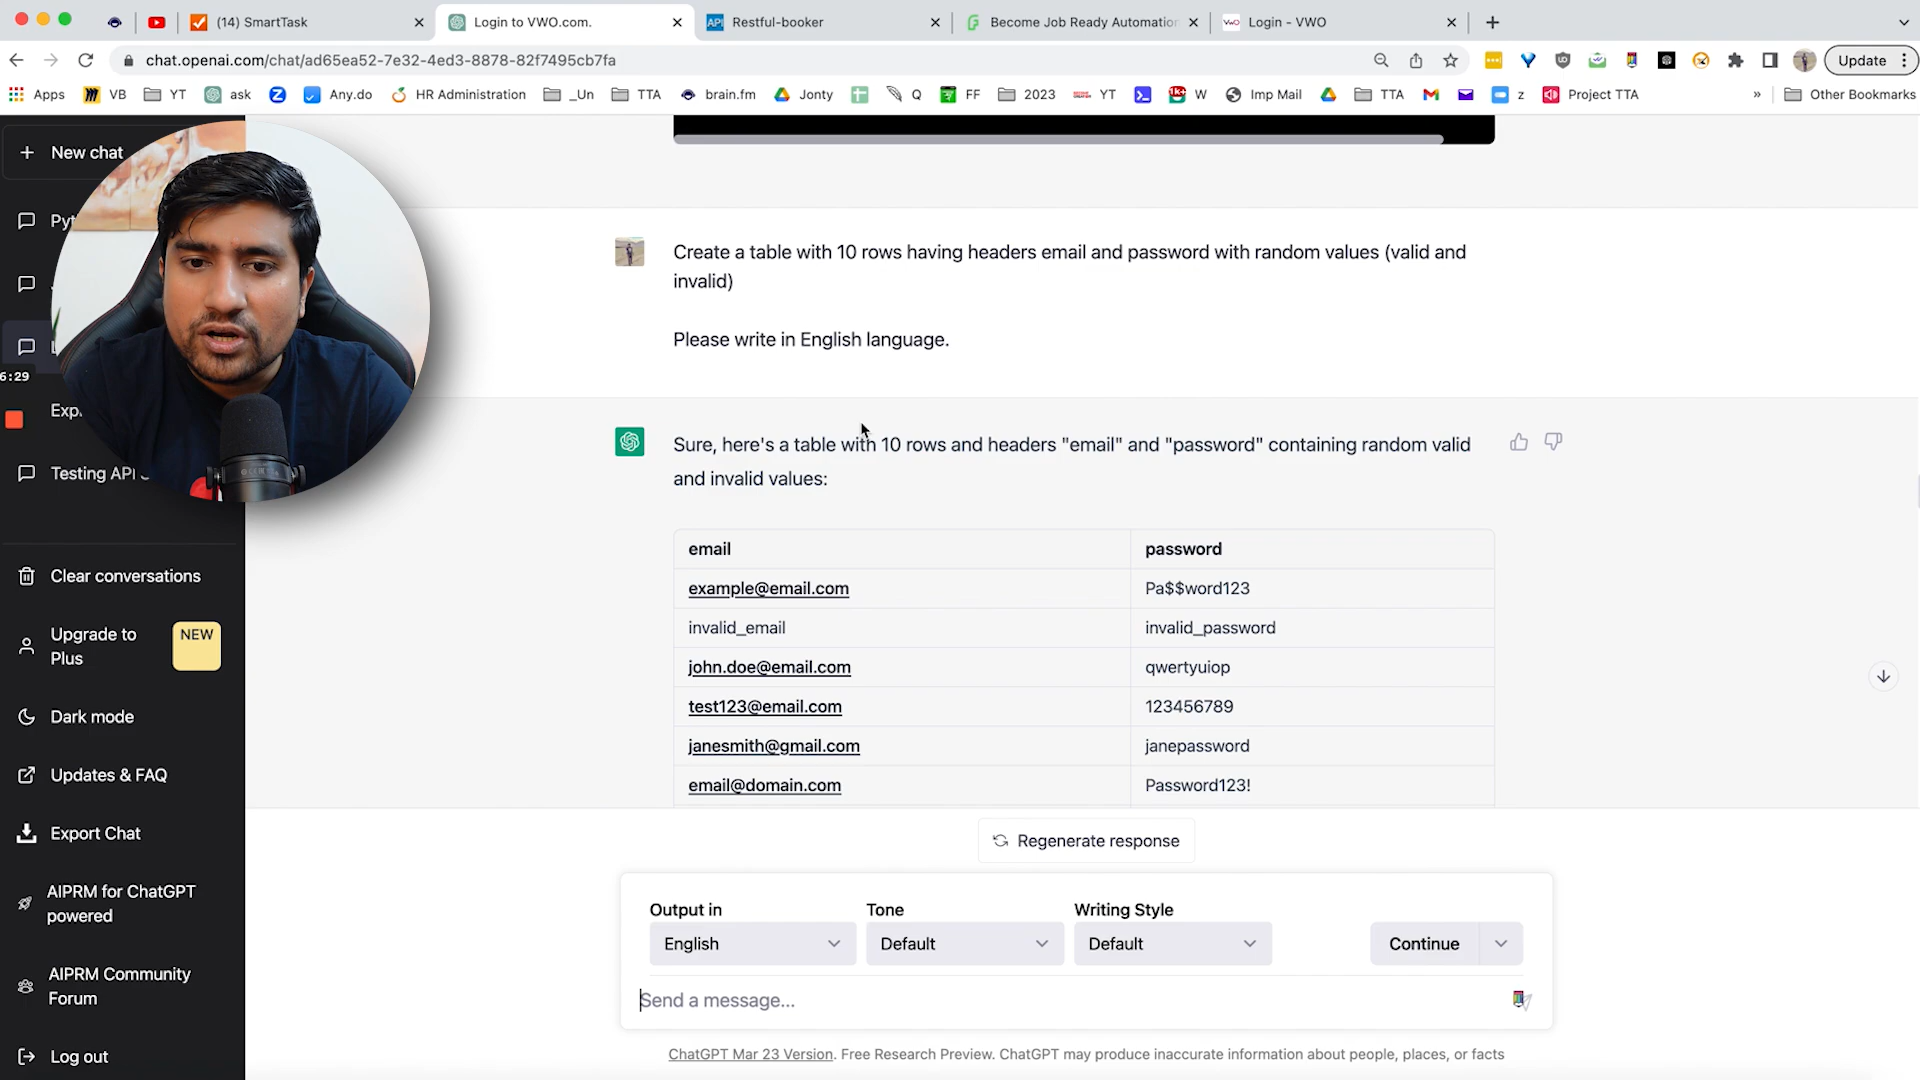 (14) SmartTask
Login to VWO.com.
Restful-booker
Become Job Ready Automation
Login - VWO
chat.openai.com/chat/ad65ea52-7e32-4ed3-8878-82f7495cb7fa
Update
Apps
VB
YT
ask
Any.do
HR Administration
_Un
TTA
brain.fm
Jonty
Q
FF
2023
YT
W
Imp Mail
TTA
z
Project TTA
»
Other Bookmarks
New chat
6:29
Testing API
Clear conversations
Upgrade to
Plus
NEW
Dark mode
Updates & FAQ
Export Chat
AIPRM for ChatGPT
powered
AIPRM Community
Forum
Log out
Create a table with 10 rows having headers email and password with random values (valid and
invalid)
Please write in English language.
Sure, here's a table with 10 rows and headers "email" and "password" containing random valid
and invalid values:
email password
example@email.com Pa$$word123
invalid_email invalid_password
john.doe@email.com qwertyuiop
test123@email.com 123456789
janesmith@gmail.com janepassword
email@domain.com Password123!
Regenerate response
Output in Tone Writing Style
English Default Default Continue
Send a message...
ChatGPT Mar 23 Version. Free Research Preview. ChatGPT may produce inaccurate information about people, places, or facts